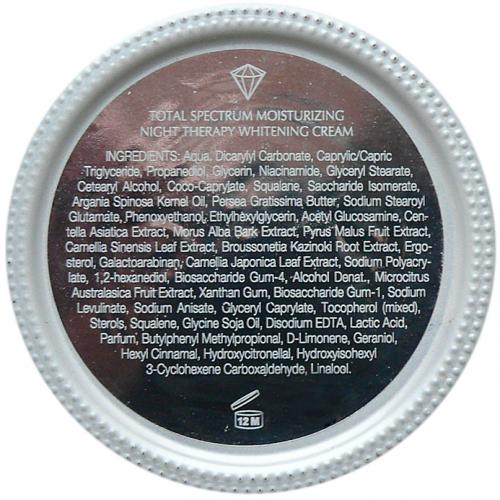 TOTAL SPECTRUM MOISTURIZING
NIGHT THERAPY WHITENING CREAM
INGREDIENTS: Aqua. Dicarylyl Carbonate, Caprylic/Capric
Triglyceride, Propanediol, Glycerin, Niacinamide, Glyceryl Stearate,
Cetearyl Alcohol, Coco-Caprylate, Squalane, Saccharide Isomerate,
Argania Spinosa Kernel Oil, Persea Gratissima Butter, Sodium Stearoyl
Glutamate, Phenoxyethanol, Ethylhexylglycerin, Acetyl Glucosamine, Cen-
tella Asiatica Extract, Morus Alba Bark Extract, Pyrus Malus Fruit Extract,
Camellia Sinensis Leaf Extract, Broussonetia Kazinoki Root Extract, Ergo-
sterol, Galactoarabinan, Camellia Japonica Leaf Extract, Sodium Polyacry-
late, 1,2-hexanediol, Biosaccharide Gum-4, Alcohol Denat., Microcitrus
Australasica Fruit Extract, Xanthan Gum, Biosaccharide Gum-1, Sodium
Levulinate, Sodium Anisate, Glyceryl Caprylate, Tocopherol (mixed),
Sterols, Squalene, Glycine Soja Oil, Disodium EDTA, Lactic Acid,
Parfum, Butylphenyl Methylpropional, D-Limonene, Geraniol,
Hexyl Cinnamal, Hydroxycitronellal, Hydroxyisohexyl
3-Cyclohexene Carboxaldehyde, Linalool.
12 M